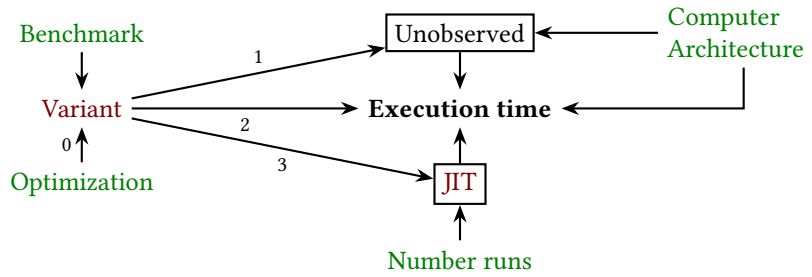 Benchmark
Unobserved
Computer
Architecture
1
Variant
Execution time
0
2
3
Optimization
JIT
Number runs